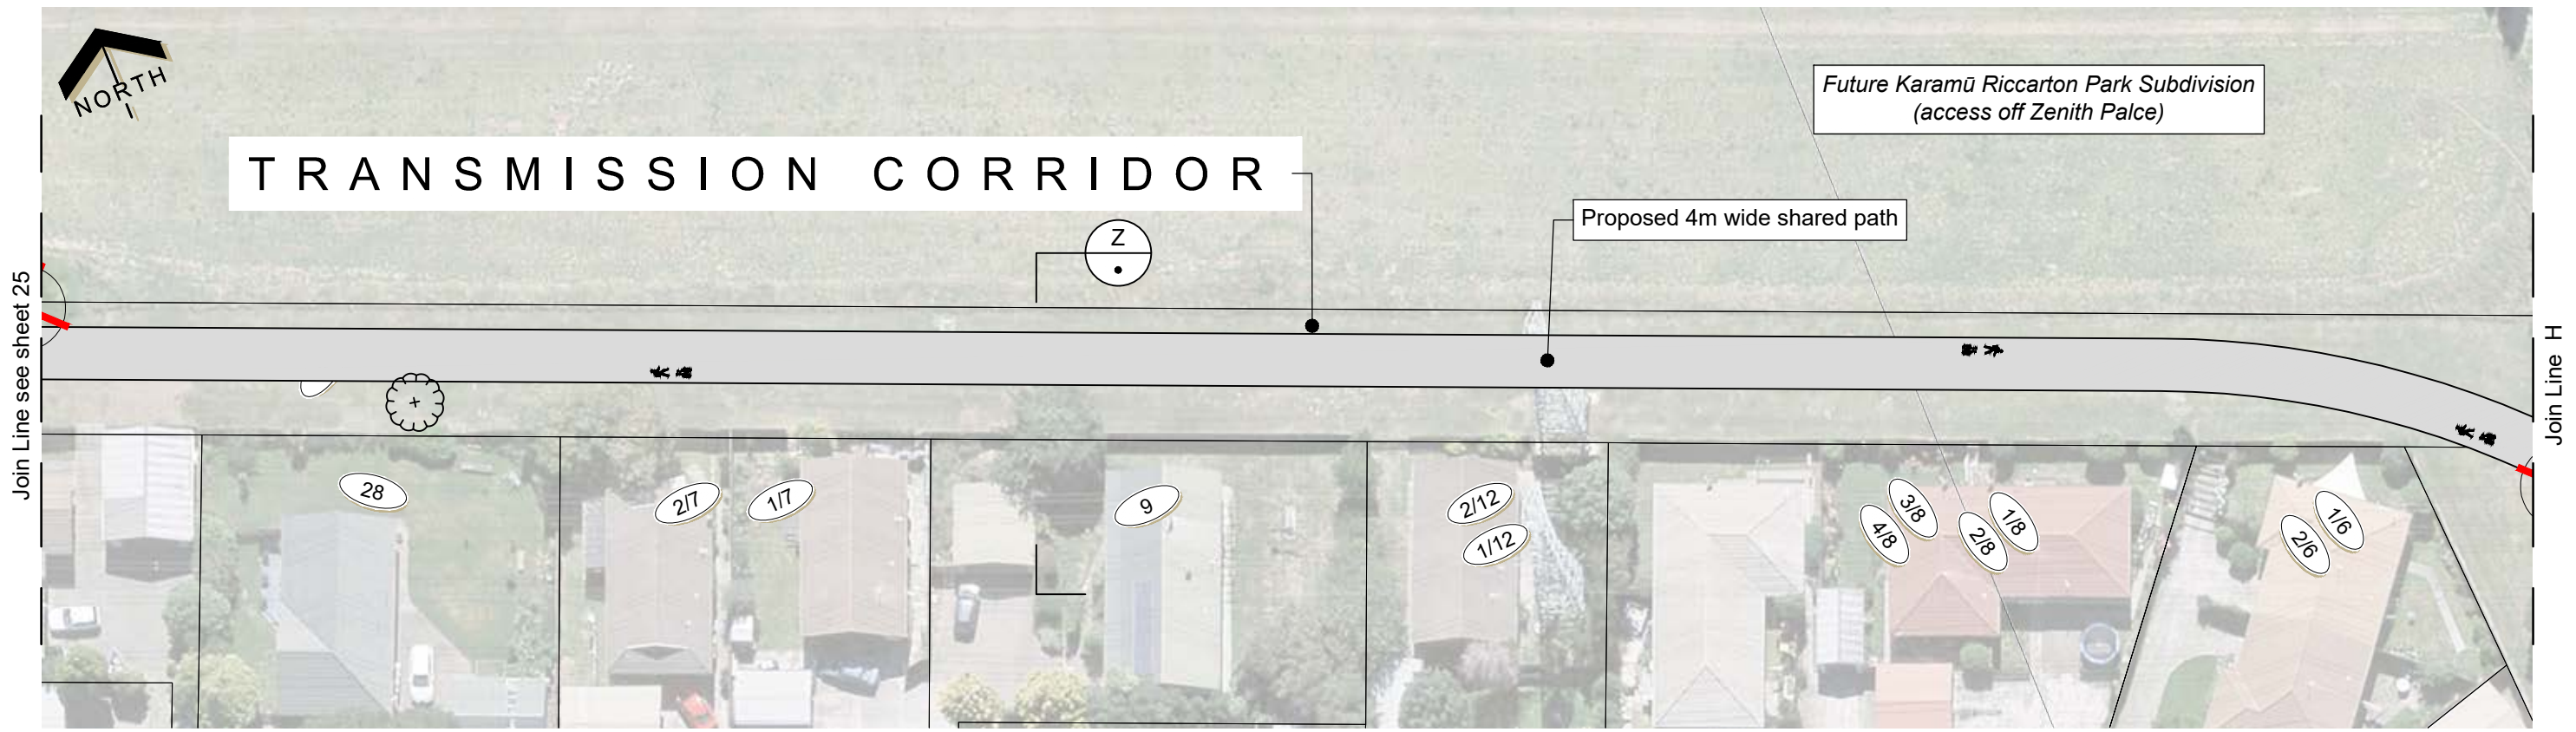 NORTH
Future Karamū Riccarton Park Subdivision
(access off Zenith Palce)
TRANSMISSION CORRIDOR
Z
Proposed 4m wide shared path
Join Line see sheet 25
Join Line H
28
2/7
1/7
9
2/12
1/12
3/8
4/8
1/8
2/8
1/6
2/6